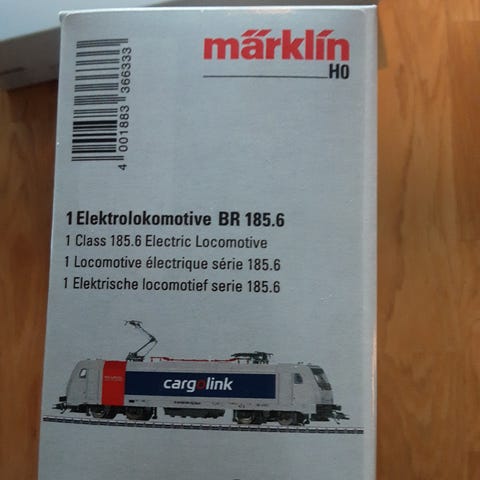 märklin
H0
4 001883 366333
1 Elektrolokomotive BR 185.6
1 Class 185.6 Electric Locomotive
1 Locomotive électrique série 185.6
1 Elektrische locomotief serie 185.6
cargolink